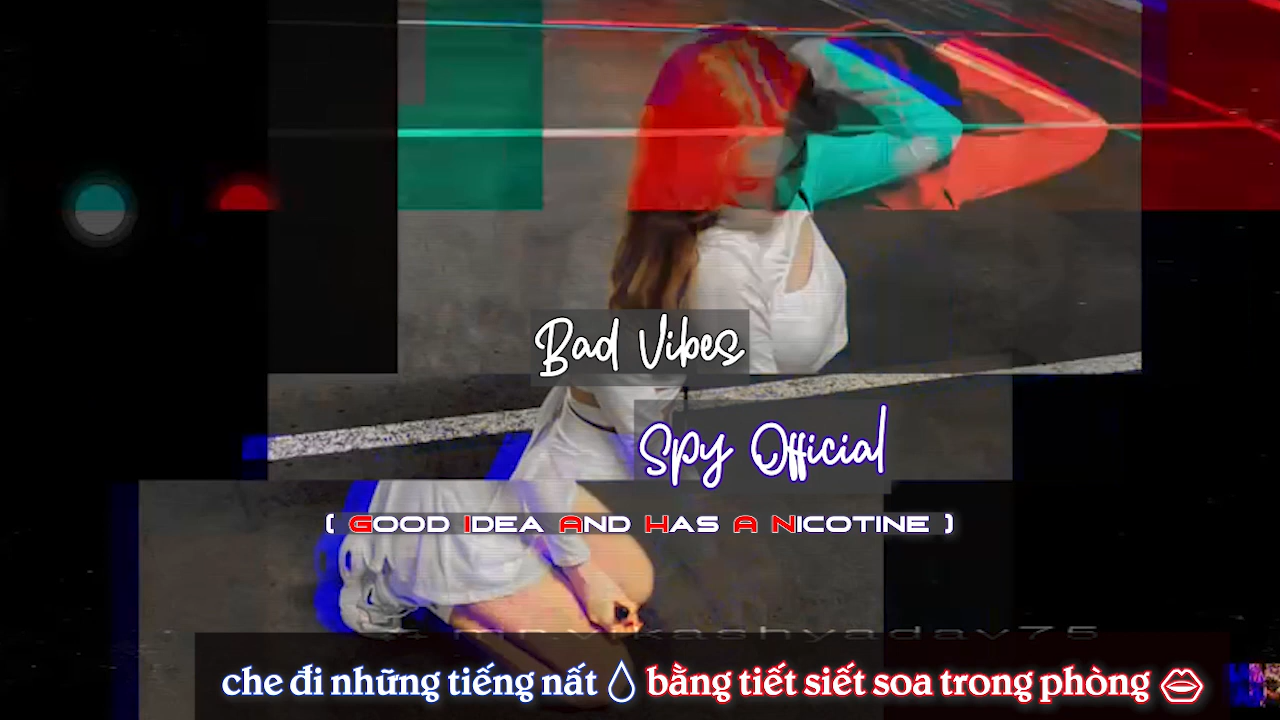 Bad Vibes
Spy Official
( Good Idea And Has A Nicotine )
che đi những tiếng nất bằng tiết siết soa trong phòng